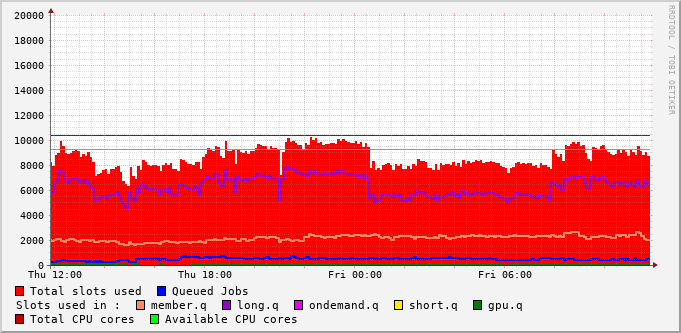 20000
18000
16000
14000
12000
10000
8000
6000
4000
2000
0
Thu 12:00 Thu 18:00 Fri 00:00 Fri 06:00
RRDTOOL / TOBI OETIKER
Total slots used Queued Jobs
Slots used in : member.q long.q ondemand.q short.q gpu.q
Total CPU cores Available CPU cores